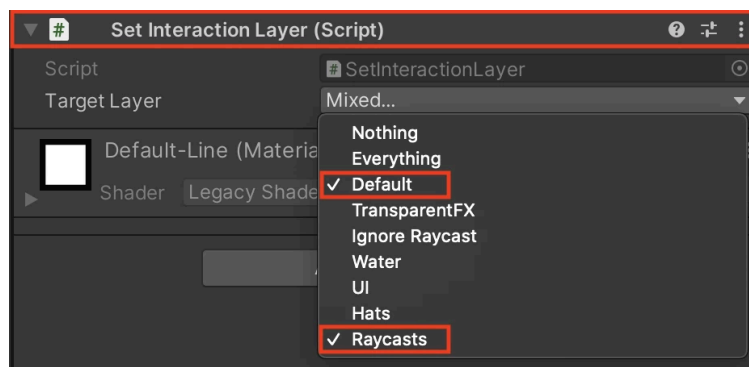 # Set Interaction Layer (Script)
Script # SetInteractionLayer
Target Layer Mixed...
Nothing
Everything
Default
TransparentFX
Ignore Raycast
Water
UI
Hats
Raycasts
Default-Line (Materia
Shader Legacy Shade